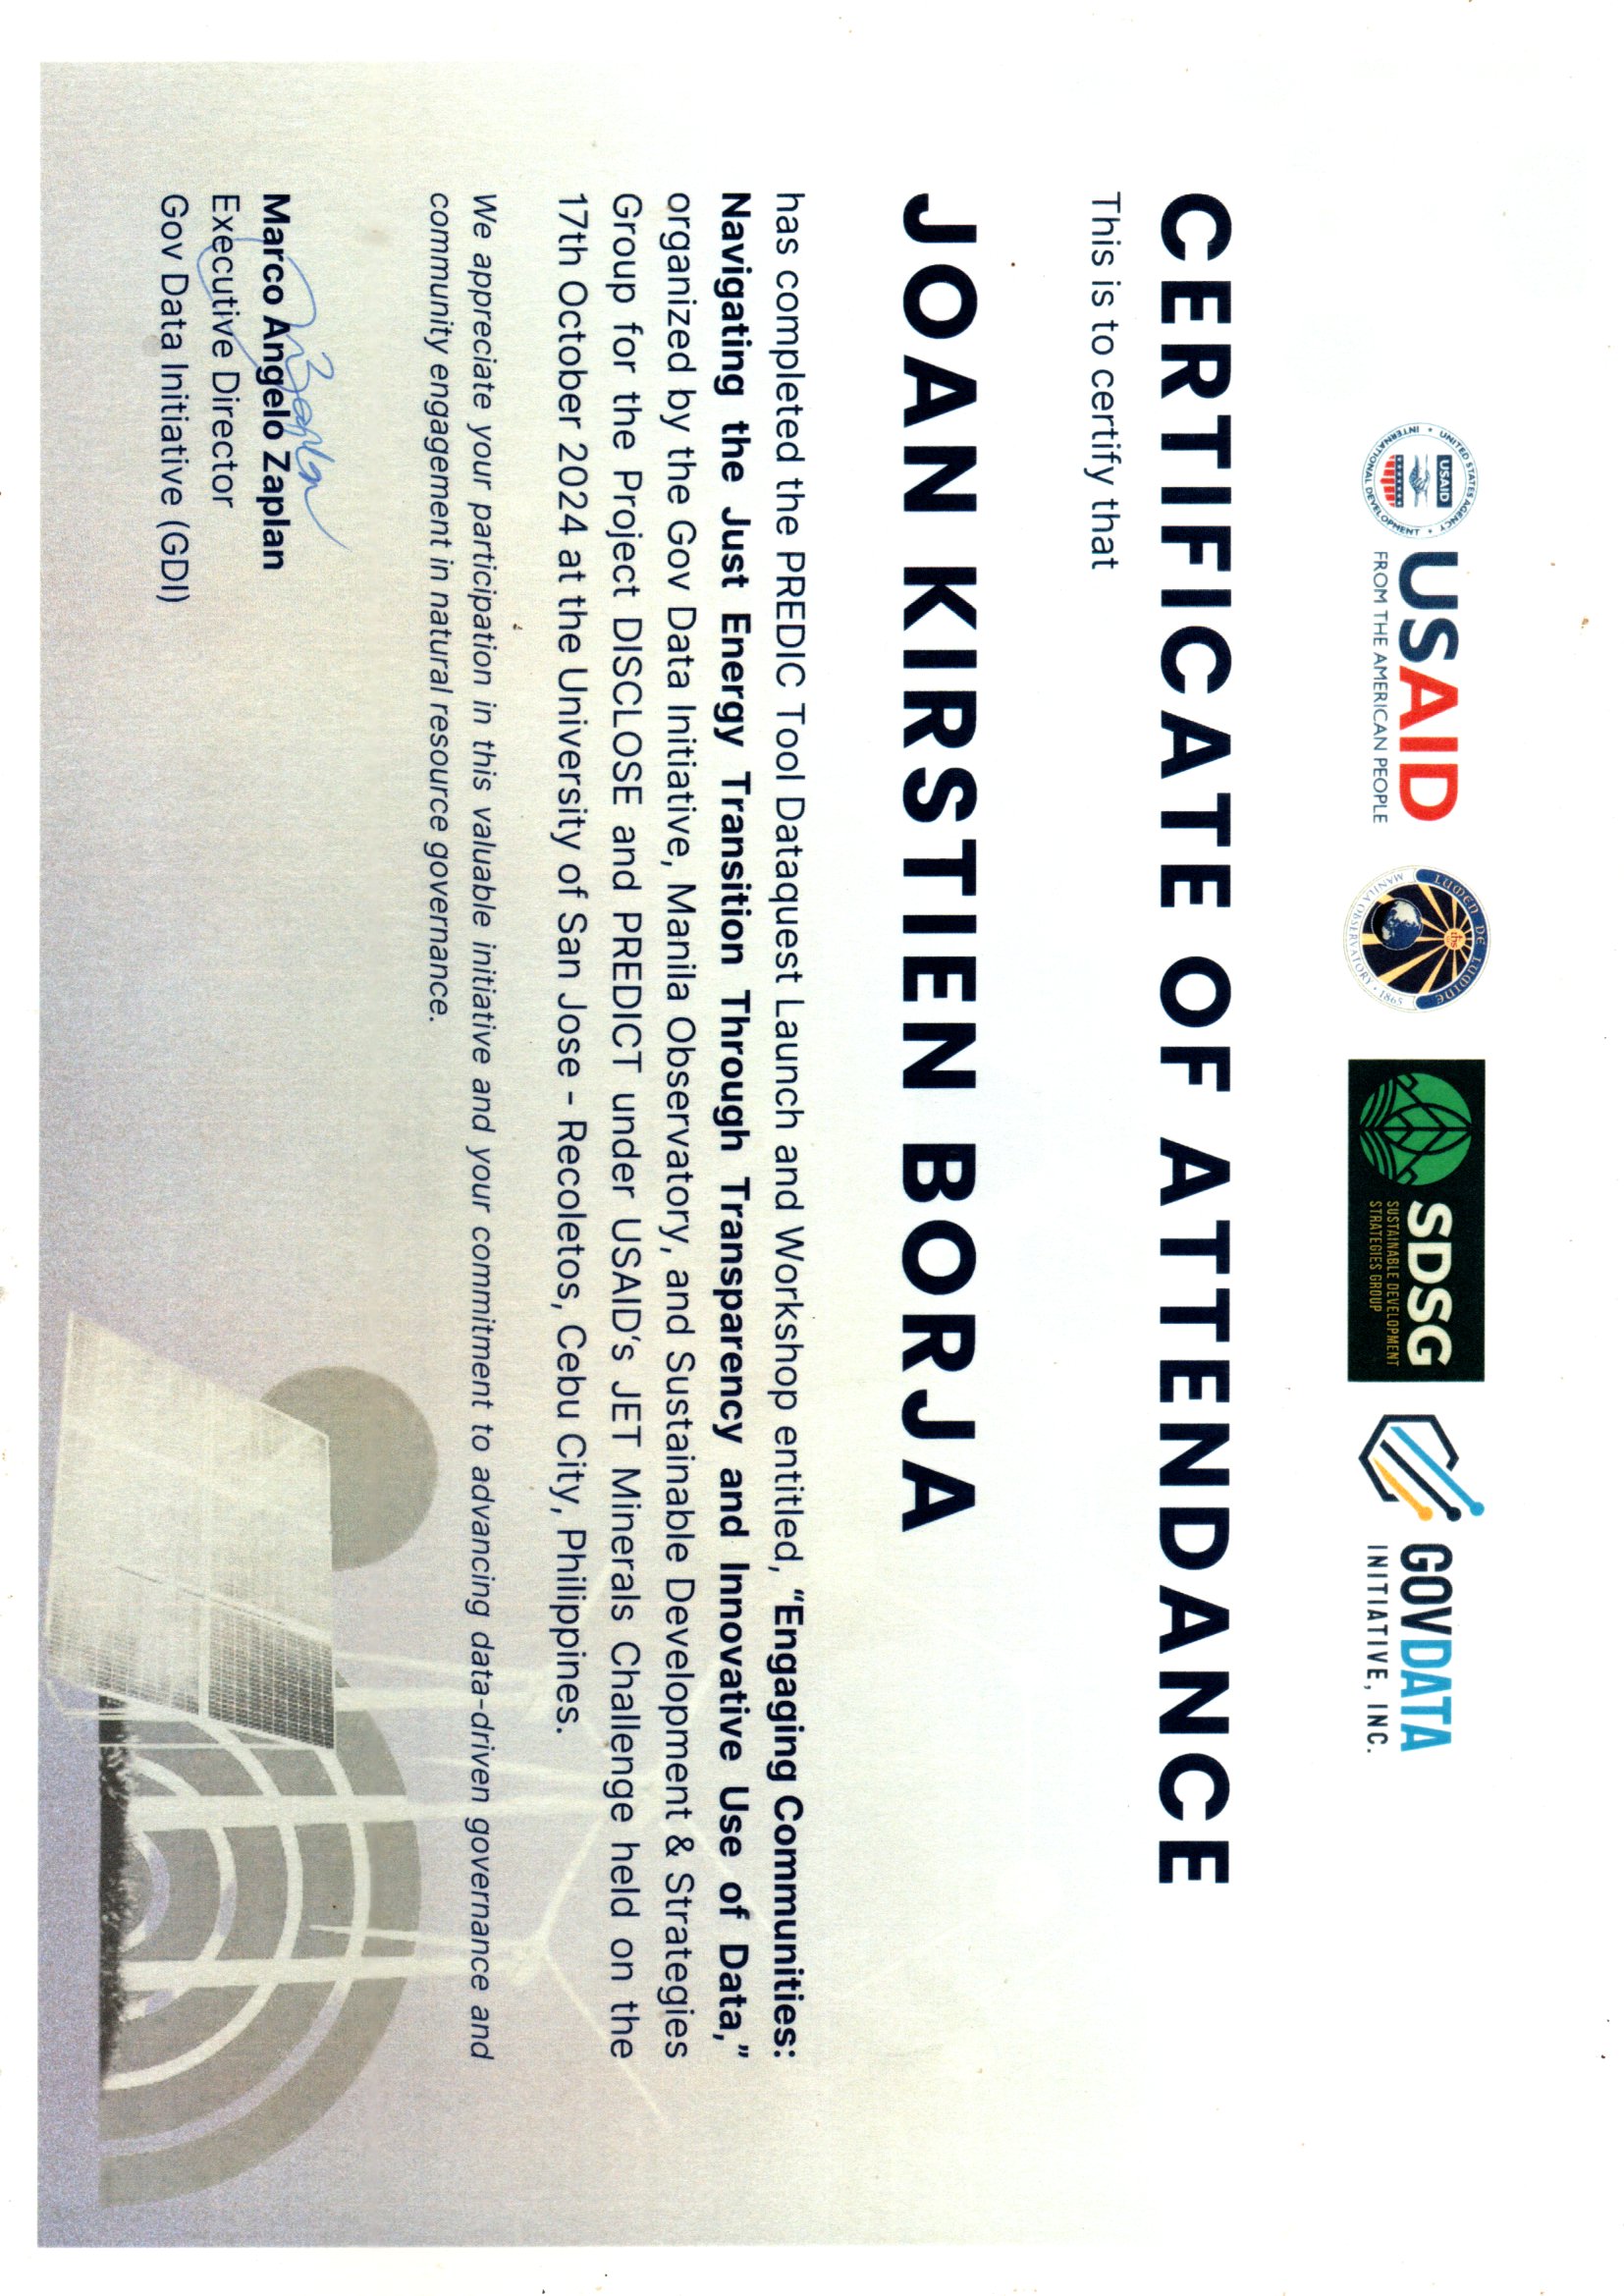 UNITED STATES AGENCY
USAID
INTERNATIONAL DEVELOPMENT
USAID
FROM THE AMERICAN PEOPLE
LUMEN DE LUMINE
ihs
MANILA OBSERVATORY · 1865
SDSG
SUSTAINABLE DEVELOPMENT
STRATEGIES GROUP
GOVDATA
INITIATIVE, INC.
CERTIFICATE OF ATTENDANCE
This is to certify that
JOAN KIRSTIEN BORJA
has completed the PREDIC Tool Dataquest Launch and Workshop entitled, “Engaging Communities:
Navigating the Just Energy Transition Through Transparency and Innovative Use of Data,”
organized by the Gov Data Initiative, Manila Observatory, and Sustainable Development & Strategies
Group for the Project DISCLOSE and PREDICT under USAID‘s JET Minerals Challenge held on the
17th October 2024 at the University of San Jose - Recoletos, Cebu City, Philippines.
We appreciate your participation in this valuable initiative and your commitment to advancing data-driven governance and
community engagement in natural resource governance.
Marco Angelo Zaplan
Executive Director
Gov Data Initiative (GDI)